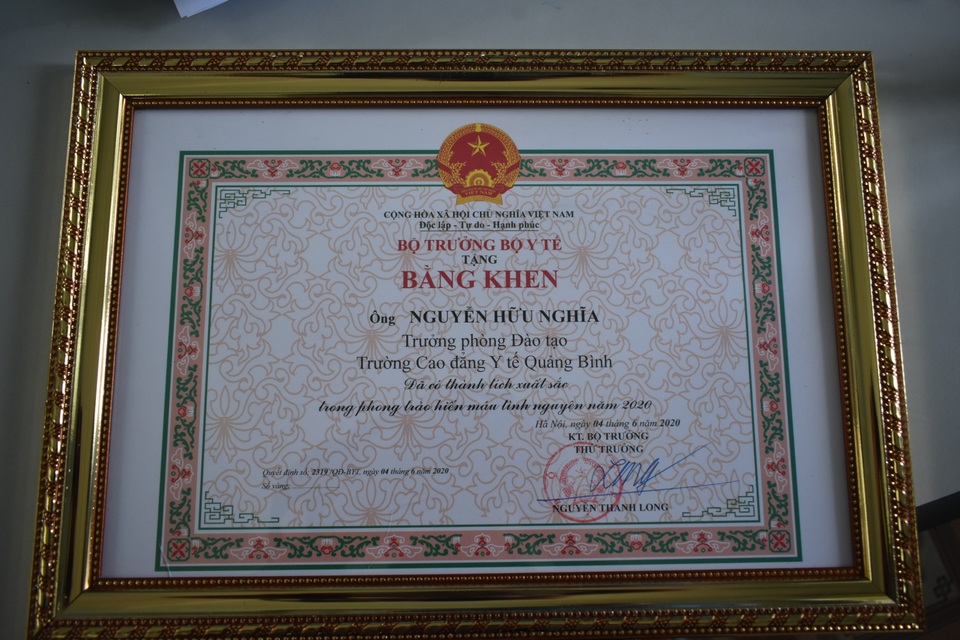 CỘNG HÒA XÃ HỘI CHỦ NGHĨA VIỆT NAM
Độc lập - Tự do - Hạnh phúc
BỘ TRƯỞNG BỘ Y TẾ
TẶNG
BẰNG KHEN
Ông NGUYỄN HỮU NGHĨA
Trưởng phòng Đào tạo
Trường Cao đẳng Y tế Quảng Bình
Đã có thành tích xuất sắc
trong phong trào hiến máu tình nguyện năm 2020
Hà Nội, ngày 04 tháng 6 năm 2020
KT. BỘ TRƯỞNG
THỨ TRƯỞNG
Quyết định số: 2319/QĐ-BYT, ngày 04 tháng 6 năm 2020
Sổ vàng:
NGUYỄN THANH LONG